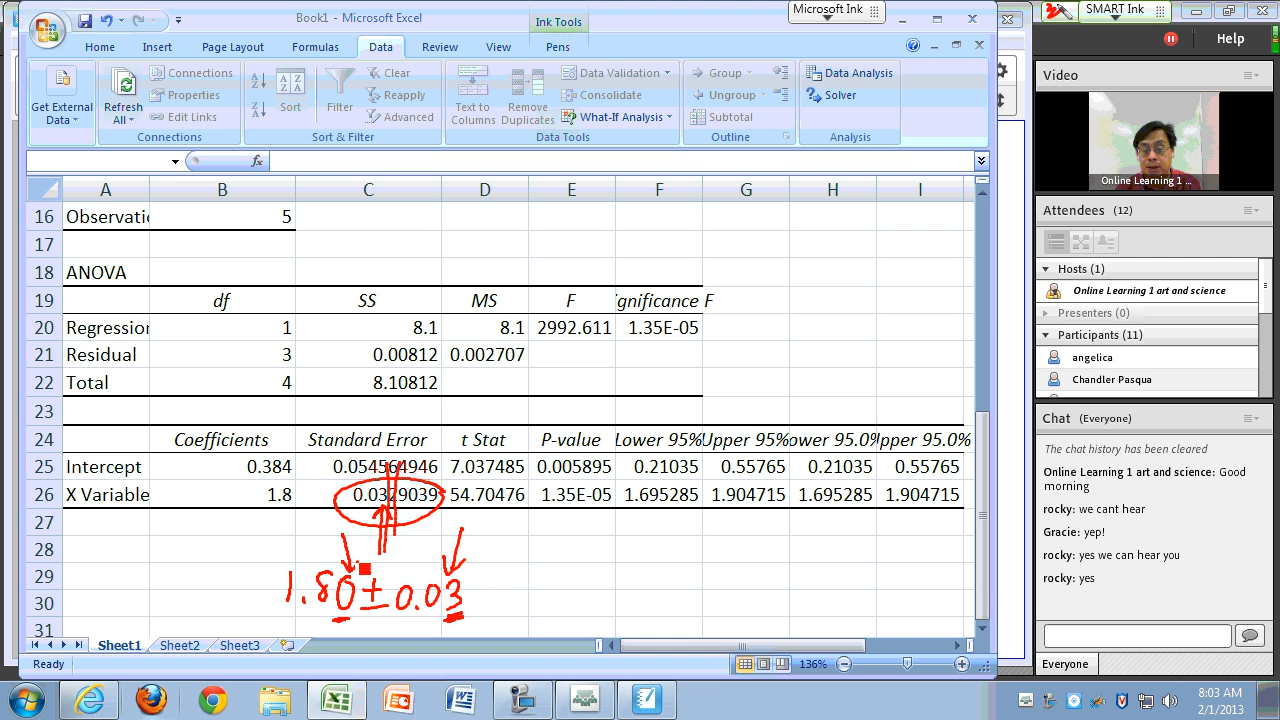 Book1 - Microsoft Excel
Ink Tools
Microsoft Ink
SMART Ink
Home Insert Page Layout Formulas Data Review View Pens
Help
Get External Data
Refresh All
Connections
Properties
Edit Links
Connections
Sort
Filter
Clear
Reapply
Advanced
Sort & Filter
Text to Columns
Remove Duplicates
Data Validation
Consolidate
What-If Analysis
Data Tools
Group
Ungroup
Subtotal
Outline
Data Analysis
Solver
Analysis
fx
A B C D E F G H I
16 Observatio 5
17
18 ANOVA
19 df SS MS F gnificance F
20 Regression 1 8.1 8.1 2992.611 1.35E-05
21 Residual 3 0.00812 0.002707
22 Total 4 8.10812
23
24 Coefficients Standard Error t Stat P-value Lower 95% Upper 95% ower 95.0% pper 95.0%
25 Intercept 0.384 0.054564946 7.037485 0.005895 0.21035 0.55765 0.21035 0.55765
26 X Variable 1.8 0.0329039 54.70476 1.35E-05 1.695285 1.904715 1.695285 1.904715
27
28
29
30
31
1.80 ± 0.03
Sheet1 Sheet2 Sheet3
Ready
136%
Video
Online Learning 1 ...
Attendees (12)
Hosts (1)
Online Learning 1 art and science
Presenters (0)
Participants (11)
angelica
Chandler Pasqua
Chat (Everyone)
The chat history has been cleared
Online Learning 1 art and science: Good
morning
rocky: we cant hear
Gracie: yep!
rocky: yes we can hear you
rocky: yes
Everyone
8:03 AM
2/1/2013